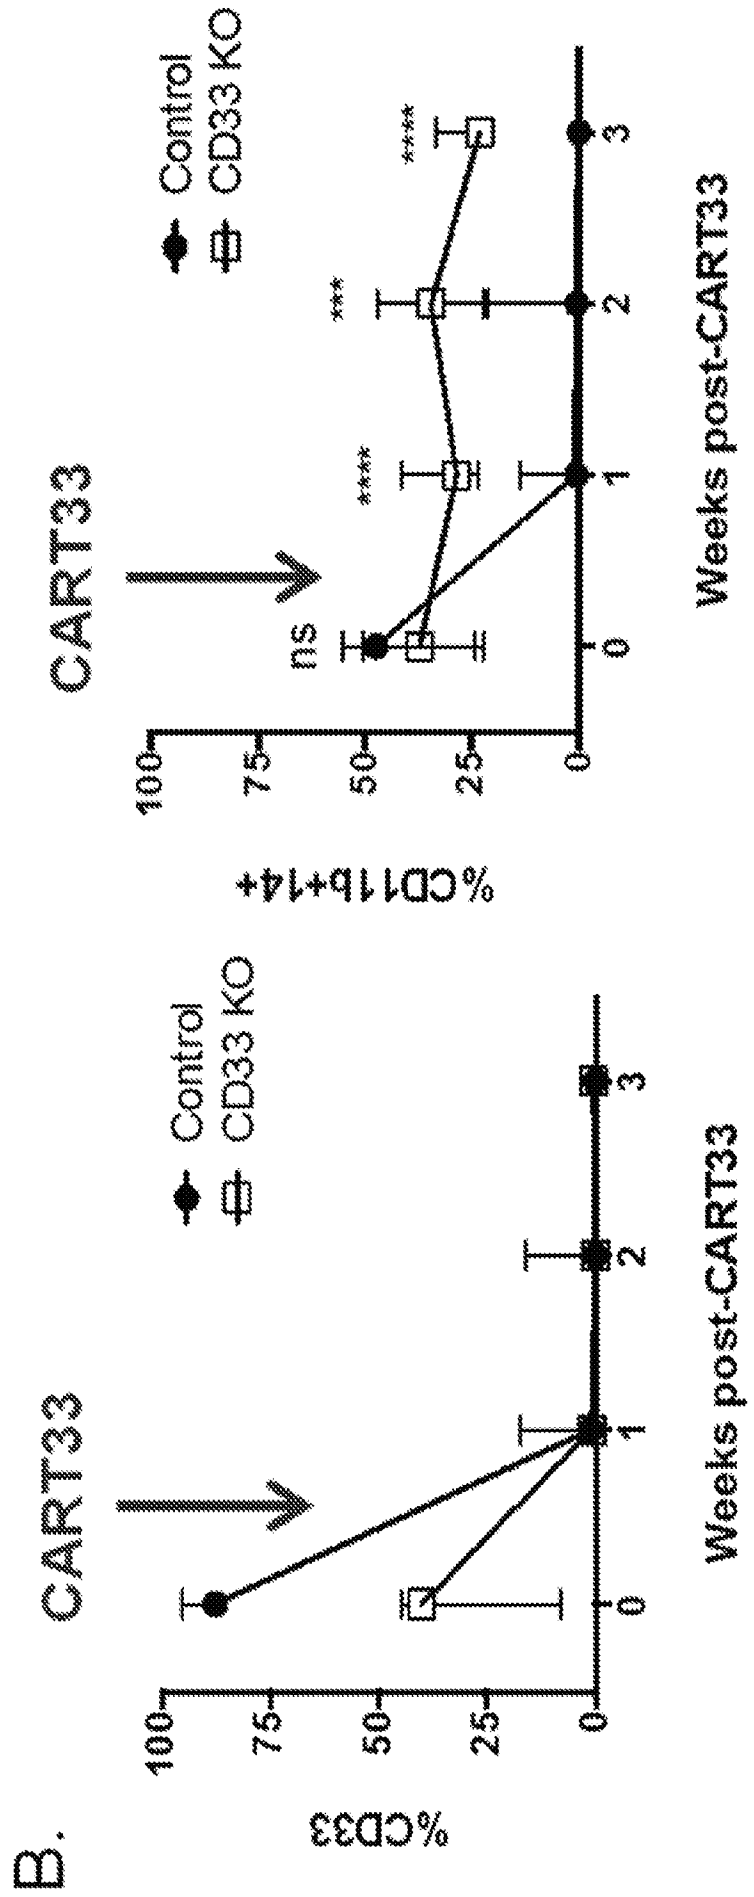 B.
CART33
Control
CD33 KO
%CD33
100
75
50
25
0
0
1
2
3
Weeks post-CART33
CART33
Control
CD33 KO
ns
****
***
****
%CD11b+14+
100
75
50
25
0
0
1
2
3
Weeks post-CART33